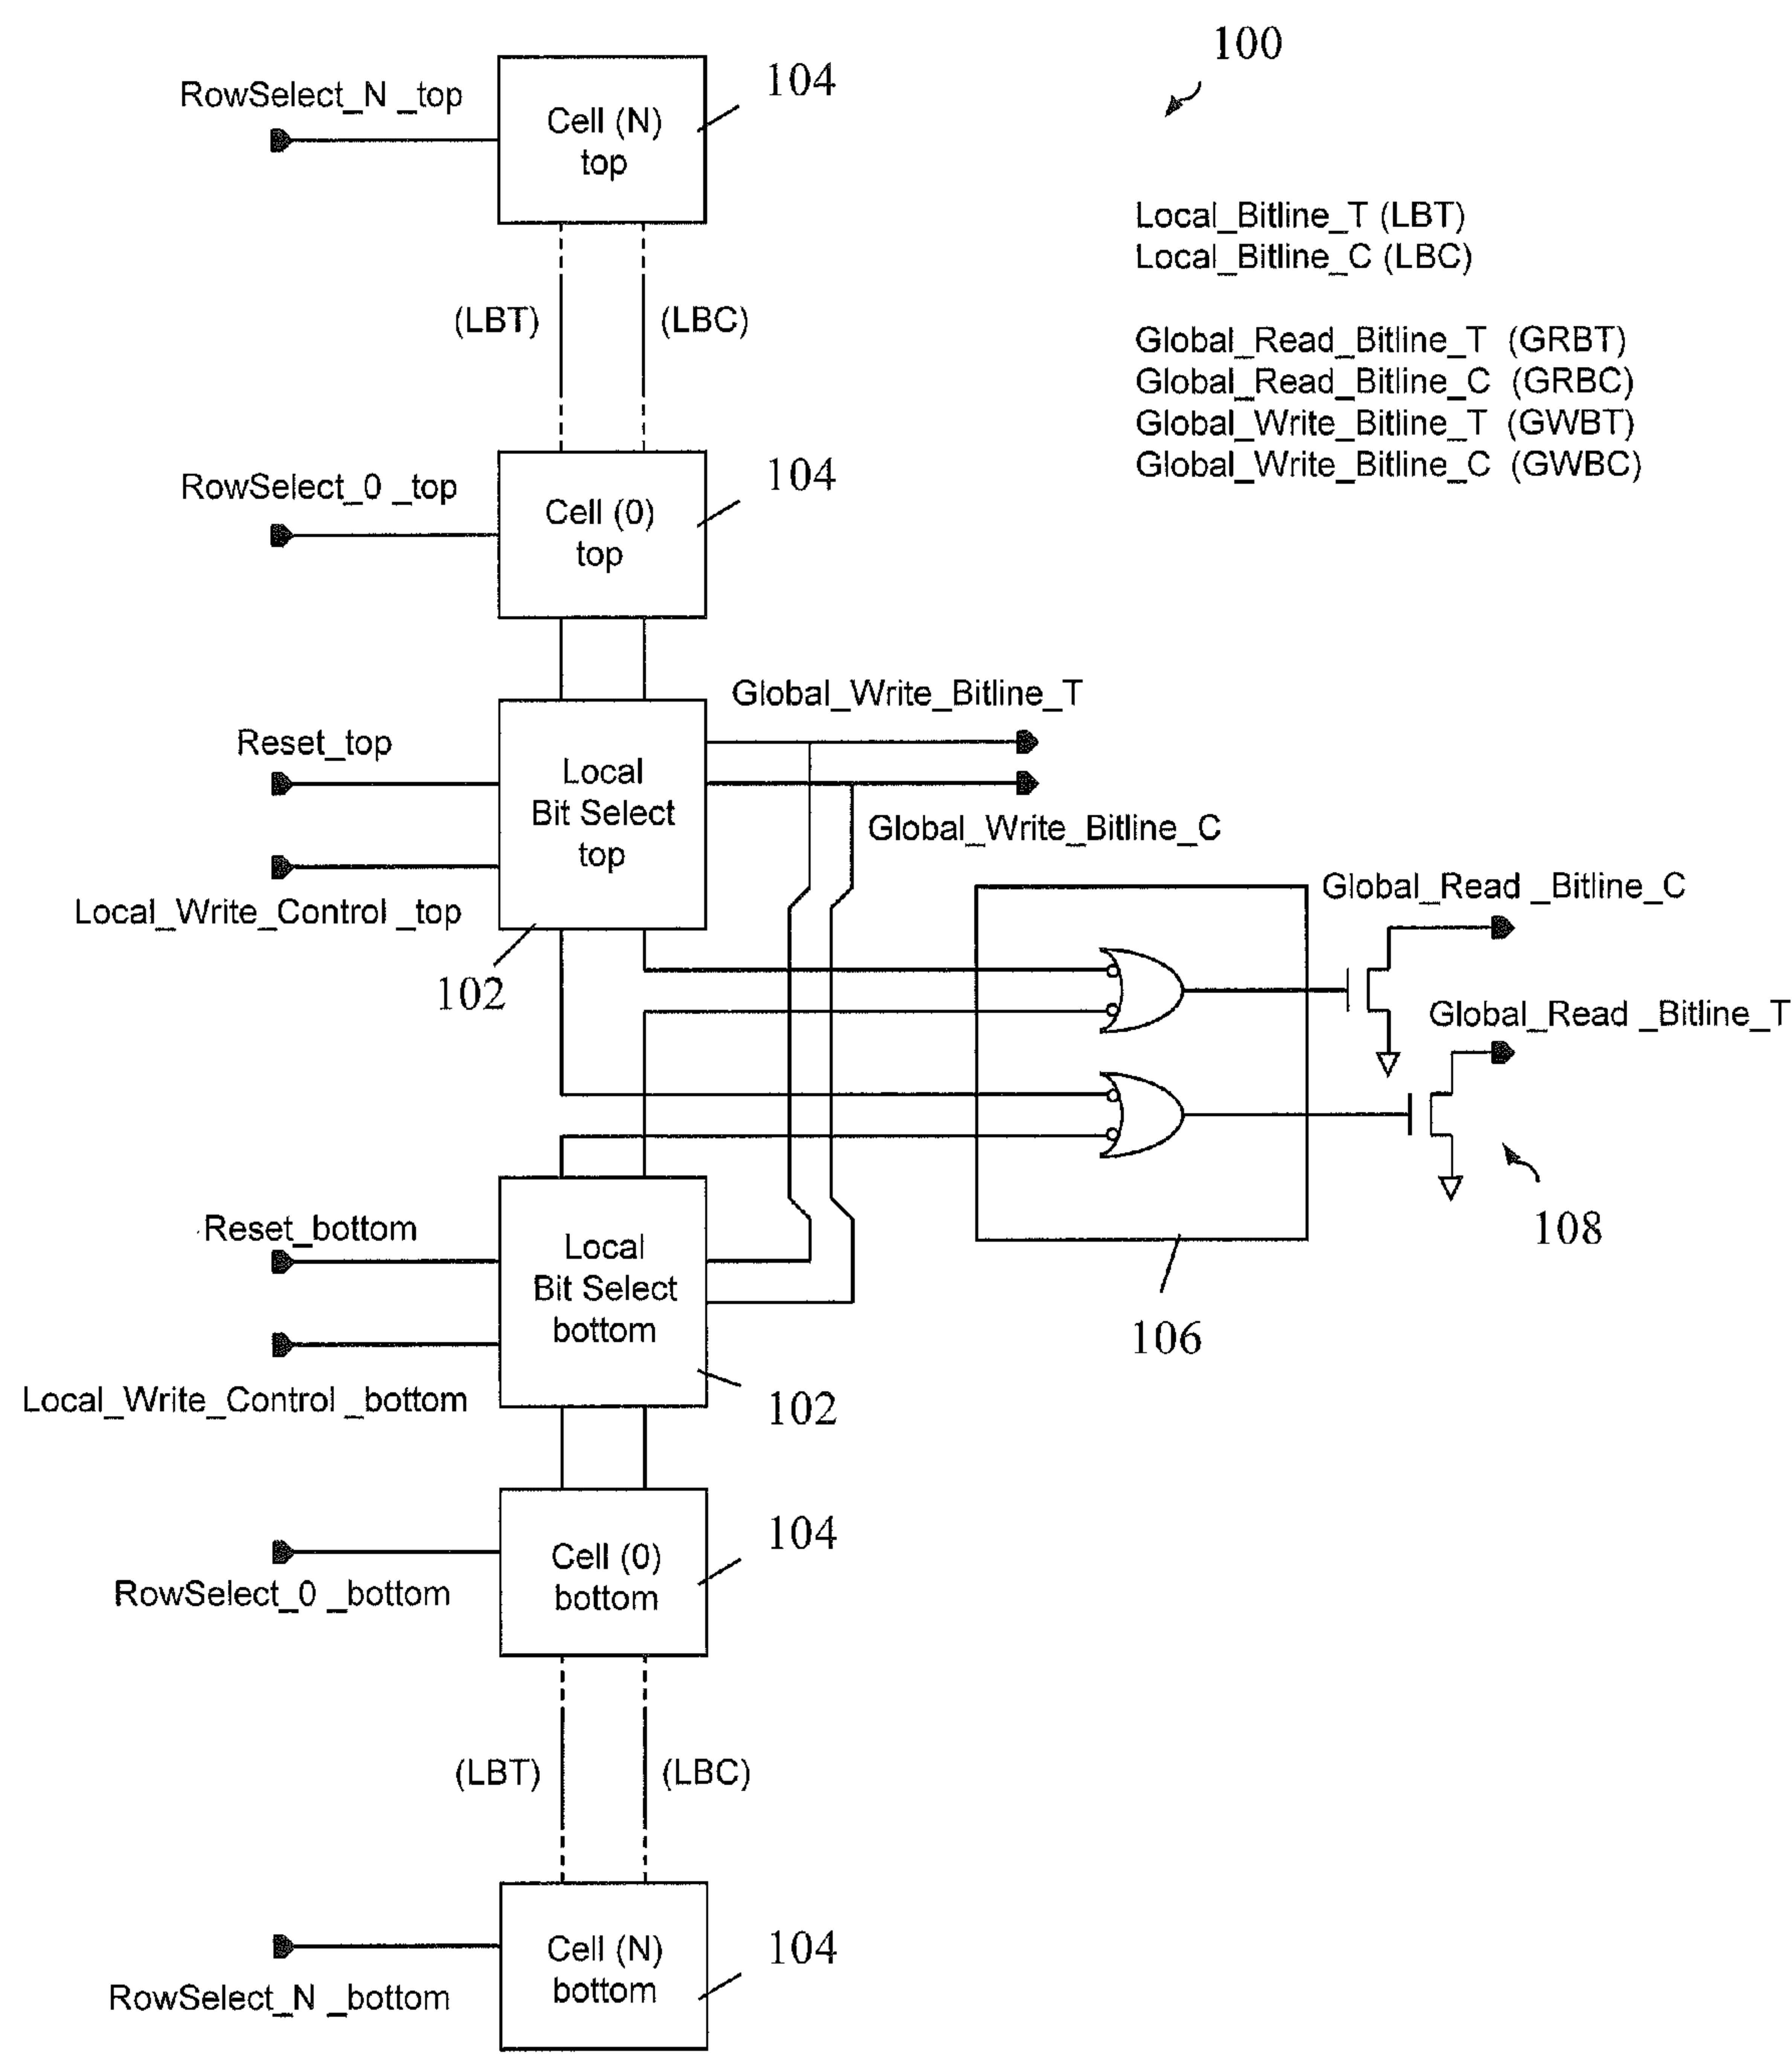 100
RowSelect_N _top
Cell (N)
top
104
Local_Bitline_T (LBT)
Local_Bitline_C (LBC)
(LBT)
(LBC)
Global_Read_Bitline_T (GRBT)
Global_Read_Bitline_C (GRBC)
Global_Write_Bitline_T (GWBT)
Global_Write_Bitline_C (GWBC)
RowSelect_0 _top
Cell (0)
top
104
Global_Write_Bitline_T
Reset_top
Local
Bit Select
top
Global_Write_Bitline_C
Local_Write_Control _top
102
Global_Read _Bitline_C
Global_Read _Bitline_T
Reset_bottom
Local
Bit Select
bottom
108
106
Local_Write_Control _bottom
102
Cell (0)
bottom
104
RowSelect_0 _bottom
(LBT)
(LBC)
Cell (N)
bottom
104
RowSelect_N _bottom